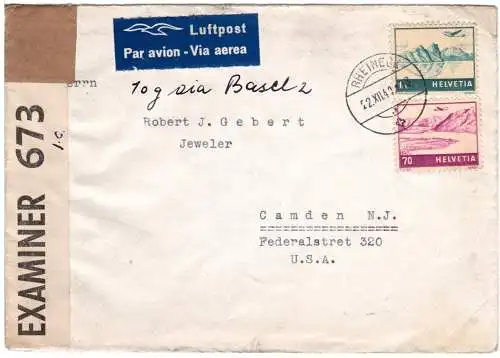 Luftpost
Par avion - Via aerea
Herrn
10 g via Basel 2
Robert J. Gebert
Jeweler
Camden N.J.
Federalstret 320
U.S.A.
EXAMINER 673
HELVETIA
70 HELVETIA